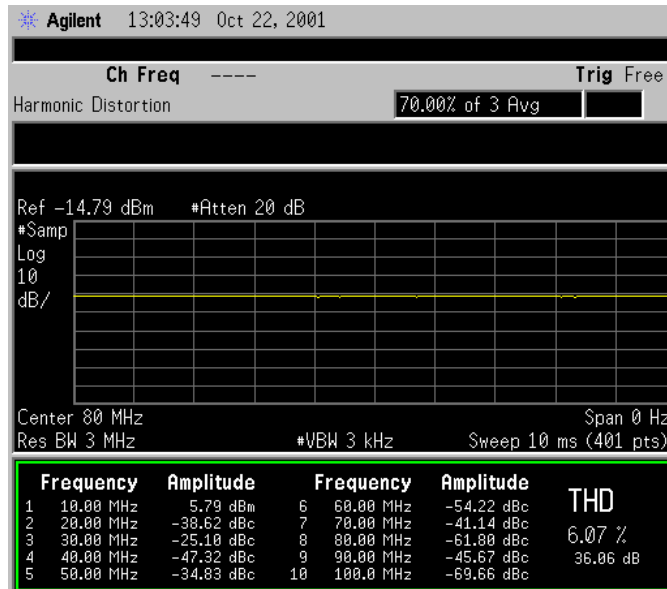 Agilent 13:03:49 Oct 22, 2001
Ch Freq ---- Trig Free
Harmonic Distortion 70.00% of 3 Avg
Ref -14.79 dBm #Atten 20 dB
#Samp
Log
10
dB/
Center 80 MHz Span 0 Hz
Res BW 3 MHz #VBW 3 kHz Sweep 10 ms (401 pts)
Frequency Amplitude Frequency Amplitude THD
1 10.00 MHz 5.79 dBm 6 60.00 MHz -54.22 dBc
2 20.00 MHz -38.62 dBc 7 70.00 MHz -41.14 dBc 6.07 %
3 30.00 MHz -25.10 dBc 8 80.00 MHz -61.80 dBc
4 40.00 MHz -47.32 dBc 9 90.00 MHz -45.67 dBc 36.06 dB
5 50.00 MHz -34.83 dBc 10 100.0 MHz -69.66 dBc